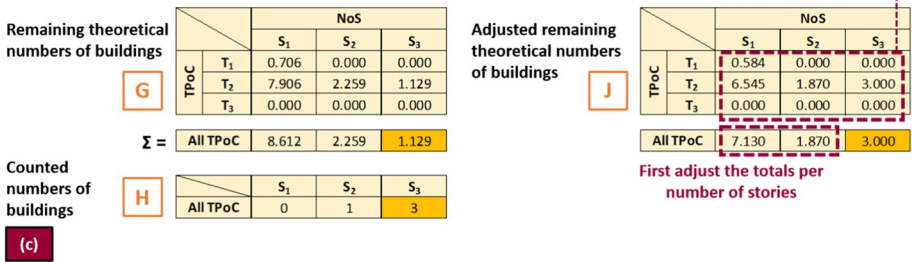 Remaining theoretical
numbers of buildings
G
NoS
S1 S2 S3
TPoC
T1 0.706 0.000 0.000
T2 7.906 2.259 1.129
T3 0.000 0.000 0.000
Σ = All TPoC 8.612 2.259 1.129
Counted
numbers of
buildings
H
S1 S2 S3
All TPoC 0 1 3
(c)
Adjusted remaining
theoretical numbers
of buildings
J
NoS
S1 S2 S3
TPoC
T1 0.584 0.000 0.000
T2 6.545 1.870 3.000
T3 0.000 0.000 0.000
All TPoC 7.130 1.870 3.000
First adjust the totals per
number of stories